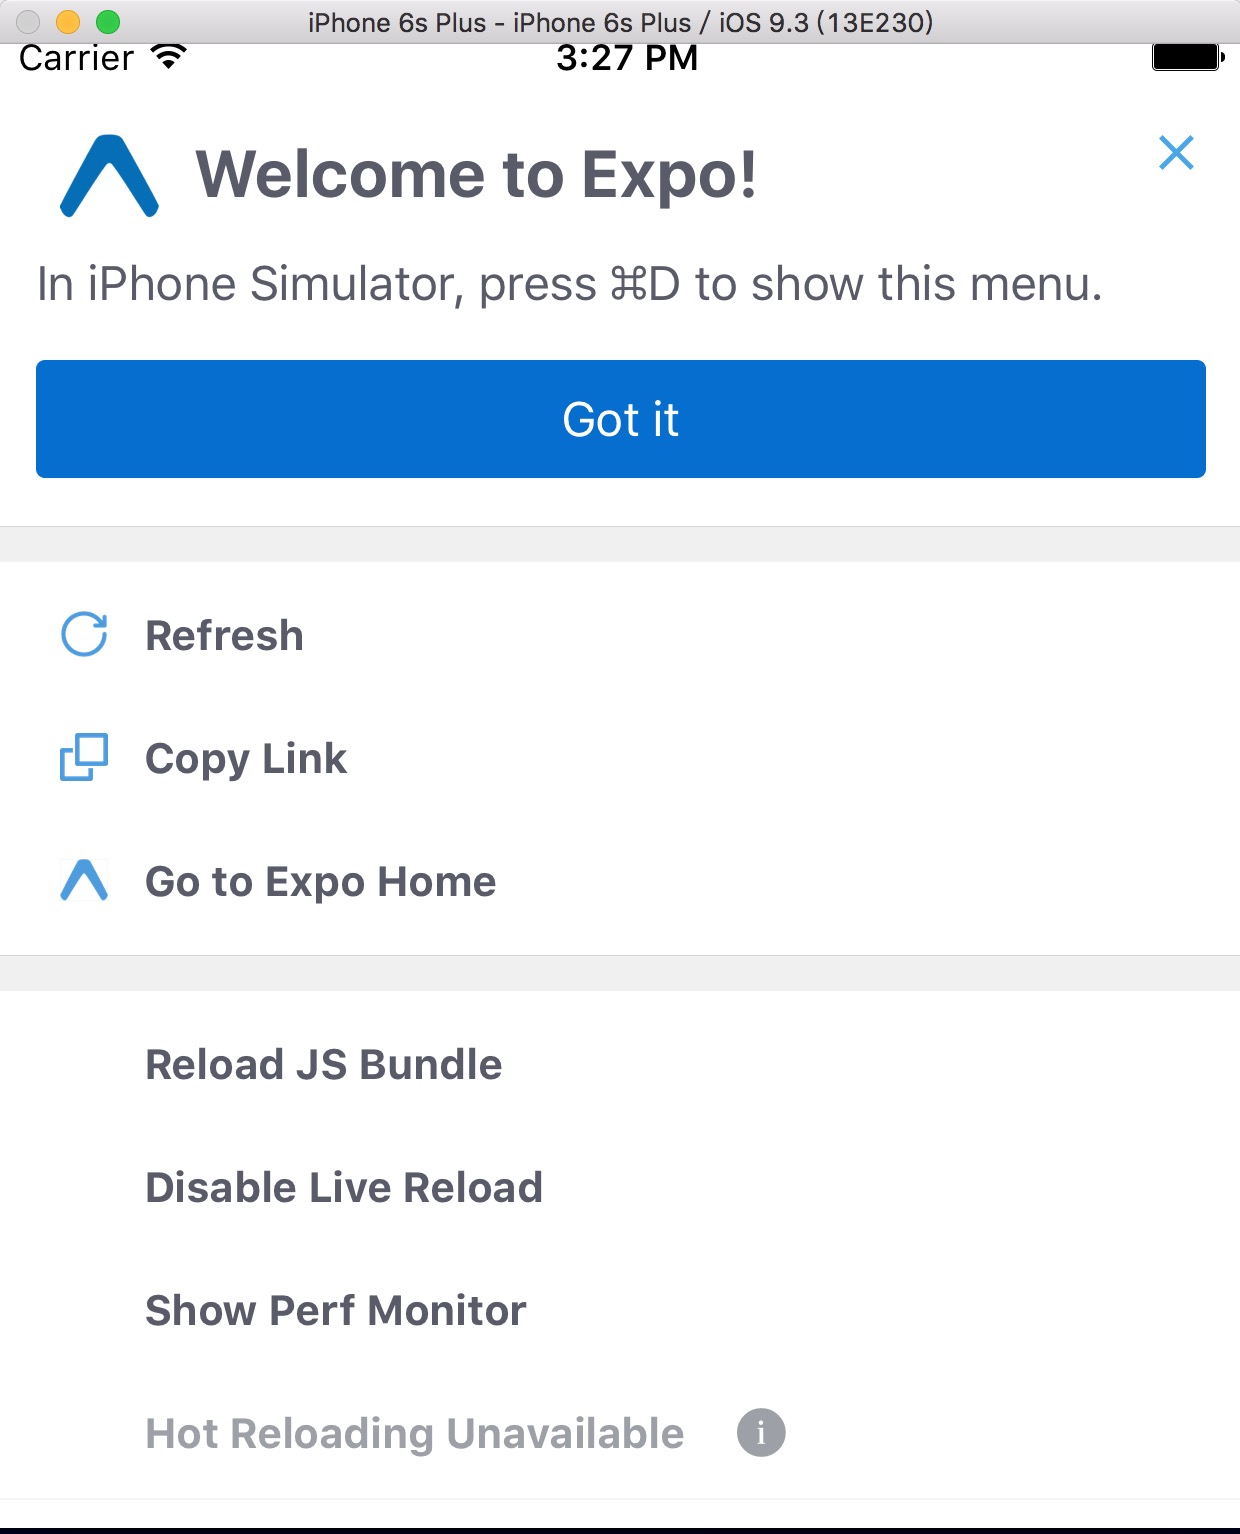 iPhone 6s Plus - iPhone 6s Plus / iOS 9.3 (13E230)
Carrier 3:27 PM
Welcome to Expo!
In iPhone Simulator, press ⌘D to show this menu.
Got it
Refresh
Copy Link
Go to Expo Home
Reload JS Bundle
Disable Live Reload
Show Perf Monitor
Hot Reloading Unavailable i